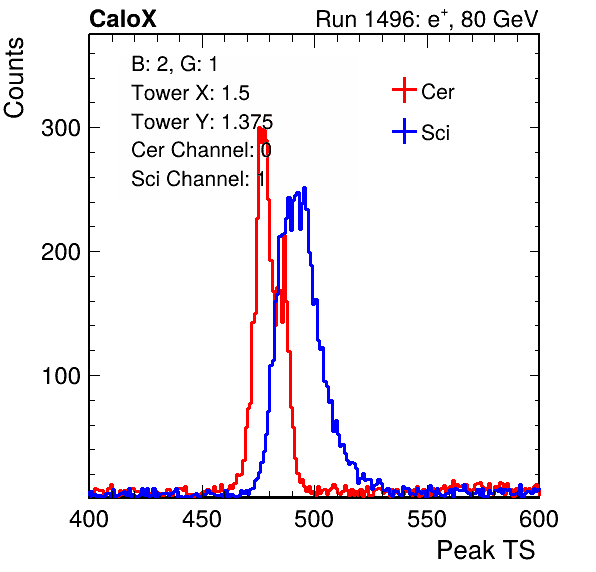 CaloX Run 1496: e⁺, 80 GeV
Counts
B: 2, G: 1
Tower X: 1.5
Tower Y: 1.375
Cer Channel: 0
Sci Channel: 1
Cer
Sci
300
200
100
400 450 500 550 600
Peak TS